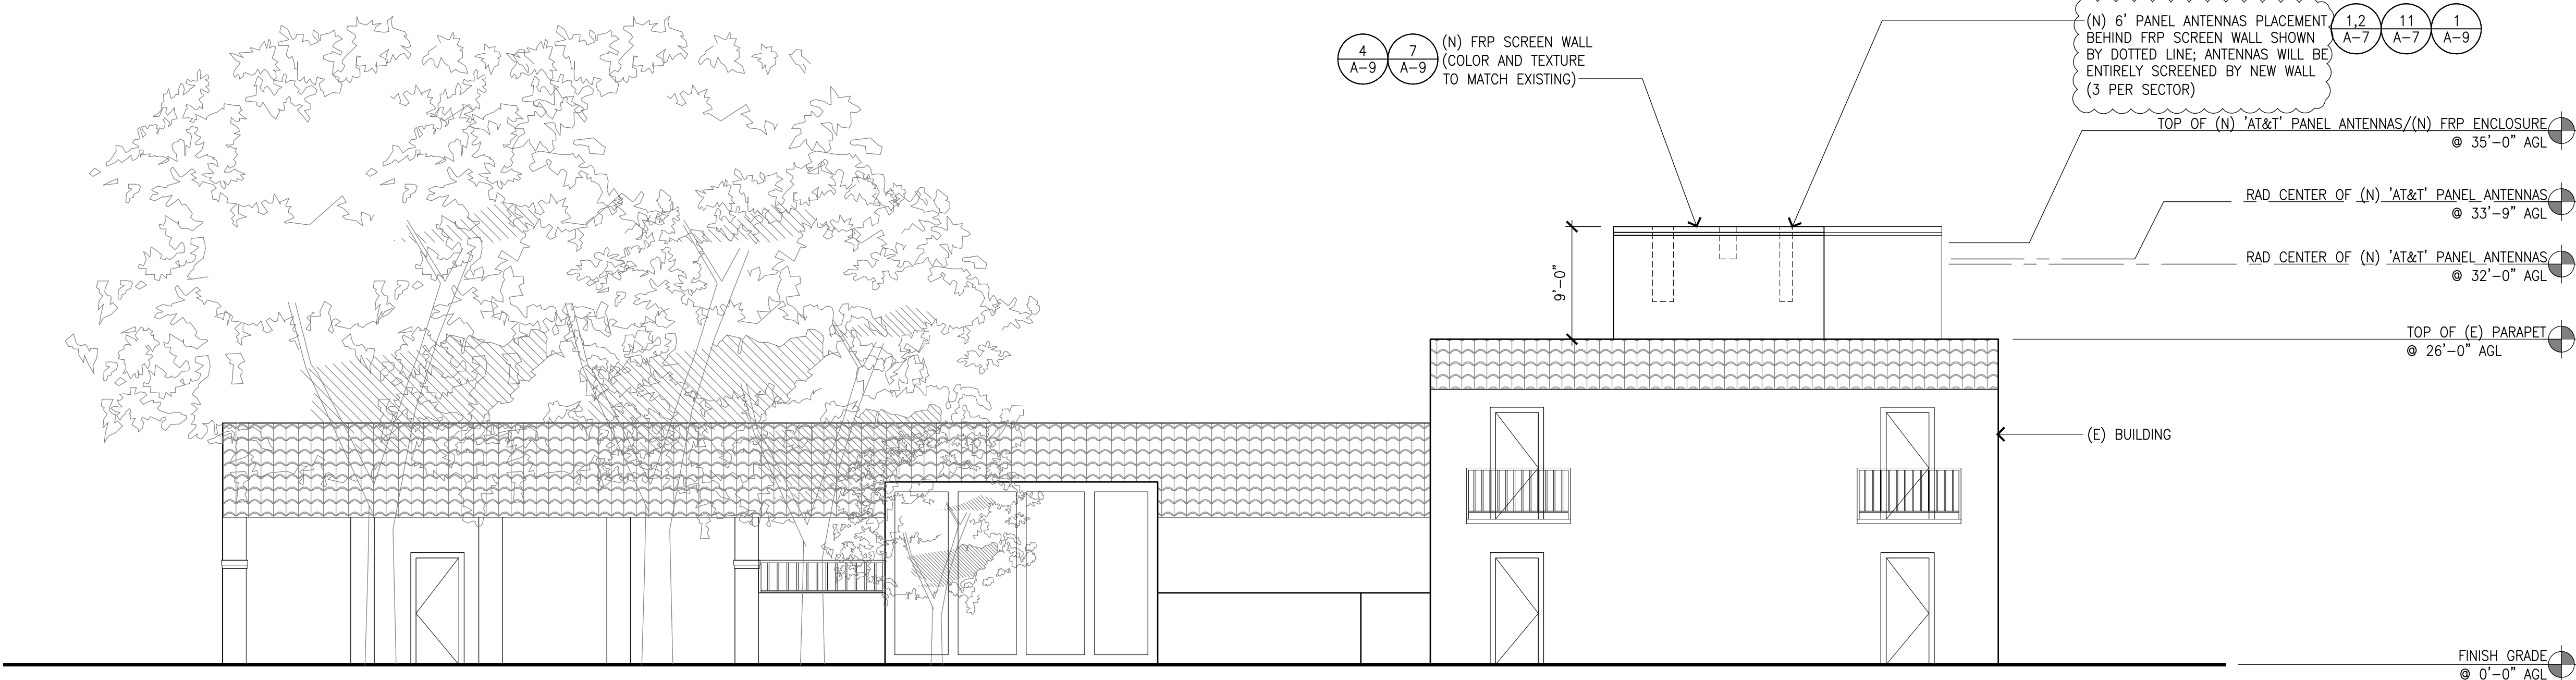 4
A-9
7
A-9
(N) FRP SCREEN WALL
(COLOR AND TEXTURE
TO MATCH EXISTING)
(N) 6' PANEL ANTENNAS PLACEMENT
BEHIND FRP SCREEN WALL SHOWN
BY DOTTED LINE; ANTENNAS WILL BE
ENTIRELY SCREENED BY NEW WALL
(3 PER SECTOR)
1,2
A-7
11
A-7
1
A-9
TOP OF (N) 'AT&T' PANEL ANTENNAS/(N) FRP ENCLOSURE
@ 35'-0" AGL
RAD CENTER OF (N) 'AT&T' PANEL ANTENNAS
@ 33'-9" AGL
RAD CENTER OF (N) 'AT&T' PANEL ANTENNAS
@ 32'-0" AGL
9'-0"
TOP OF (E) PARAPET
@ 26'-0" AGL
(E) BUILDING
FINISH GRADE
@ 0'-0" AGL